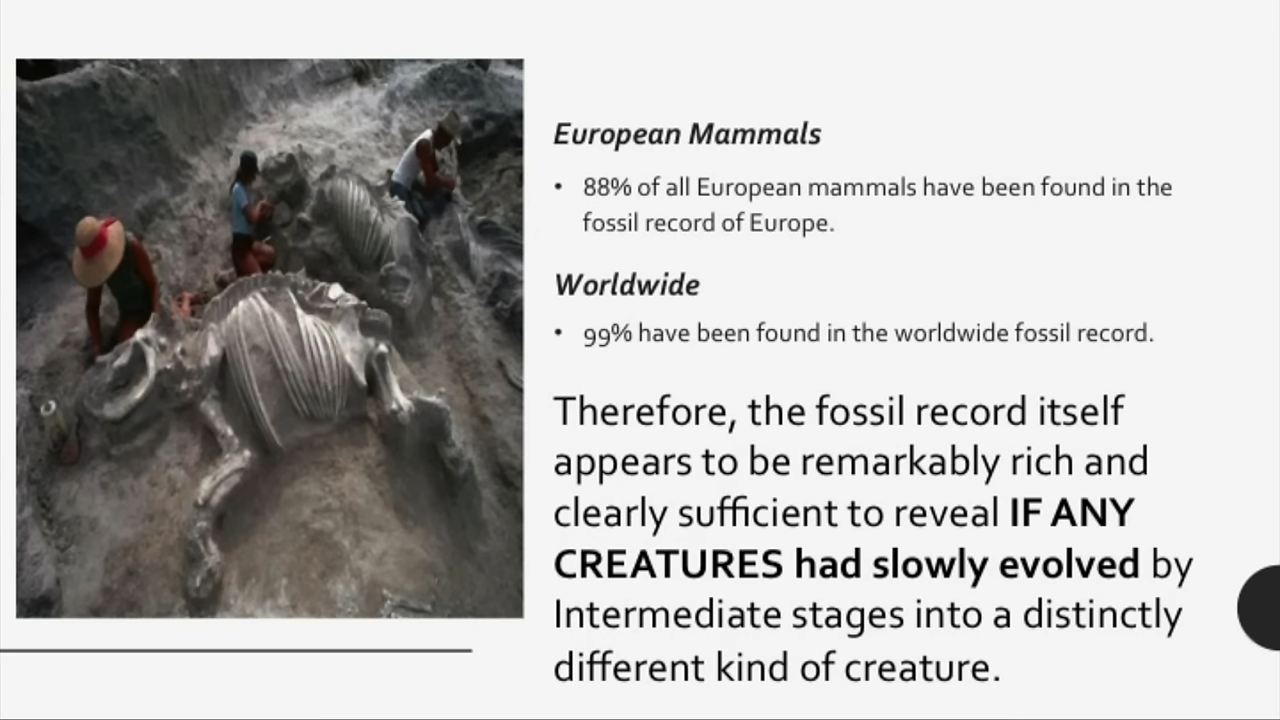 European Mammals
• 88% of all European mammals have been found in the
fossil record of Europe.
Worldwide
• 99% have been found in the worldwide fossil record.
Therefore, the fossil record itself
appears to be remarkably rich and
clearly sufficient to reveal IF ANY
CREATURES had slowly evolved by
Intermediate stages into a distinctly
different kind of creature.